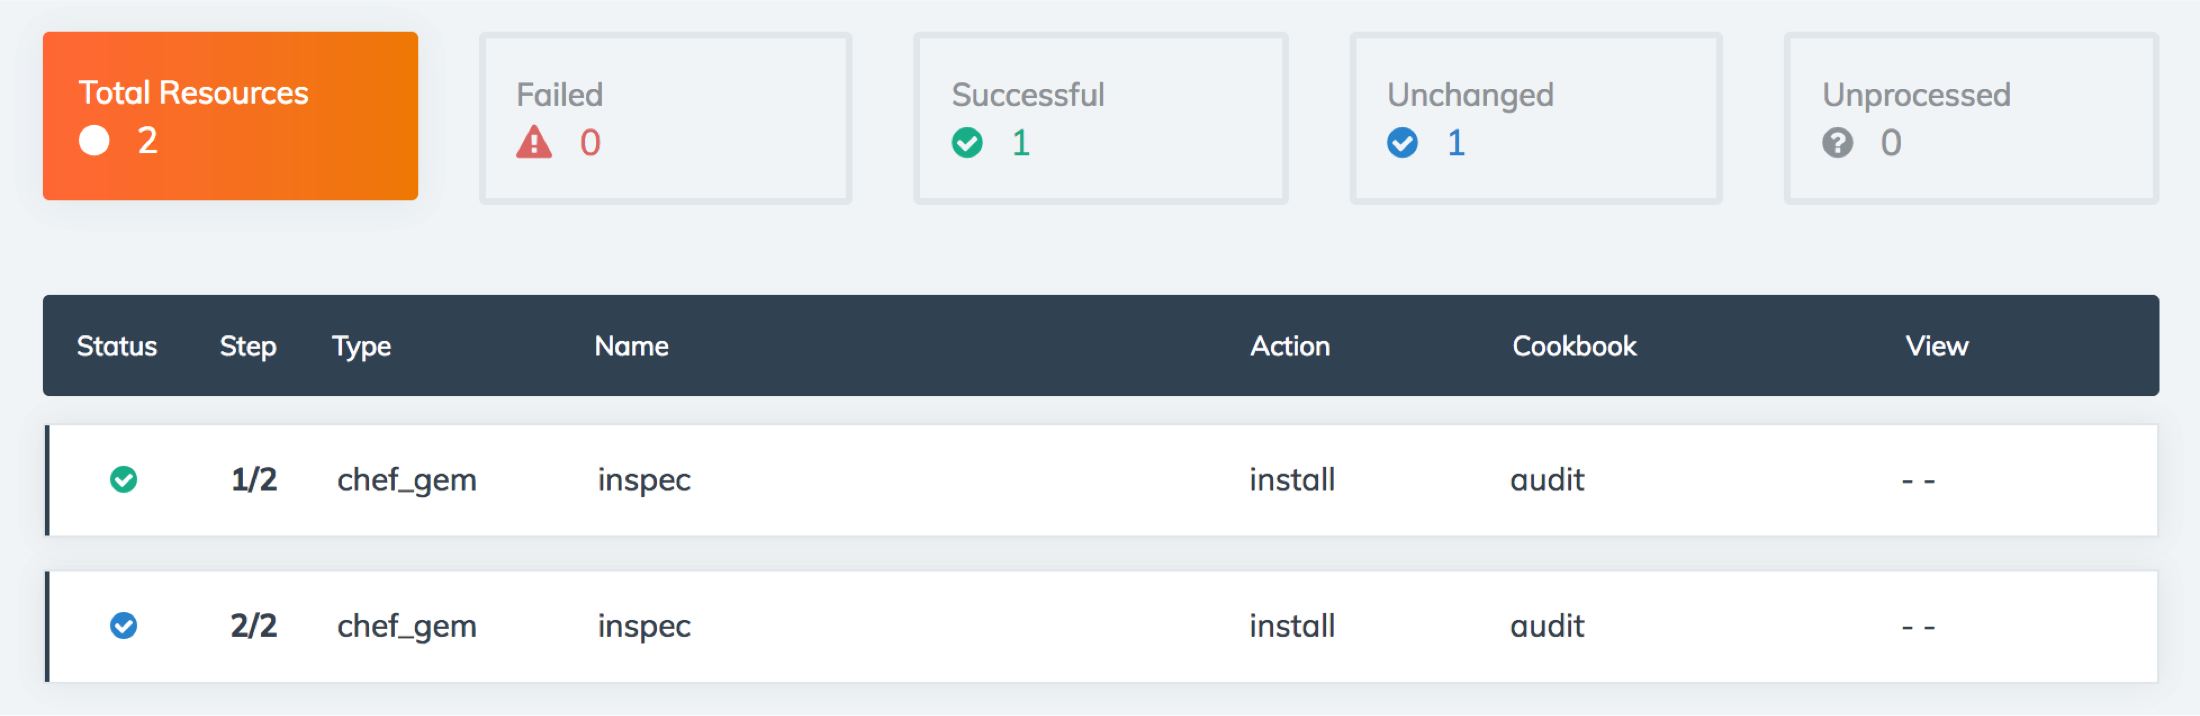 Total Resources
2
Failed
0
Successful
1
Unchanged
1
Unprocessed
0
Status Step Type Name Action Cookbook View
1/2 chef_gem inspec install audit - -
2/2 chef_gem inspec install audit - -